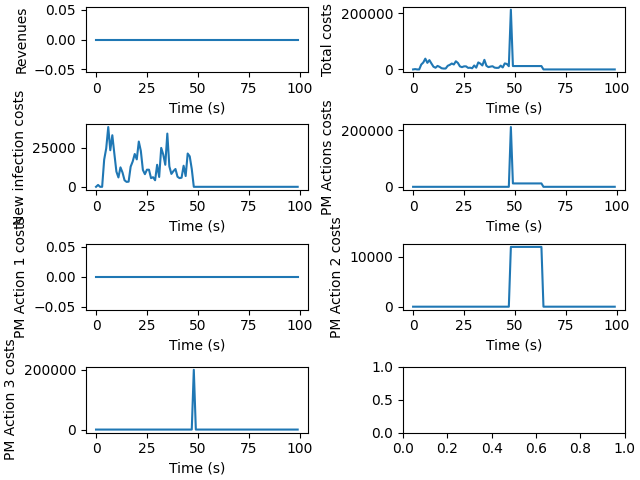 Revenues
0.05
0.00
−0.05
0 25 50 75 100
Time (s)
Total costs
200000
0
0 25 50 75 100
Time (s)
New infection costs
25000
0
0 25 50 75 100
Time (s)
PM Actions costs
200000
0
0 25 50 75 100
Time (s)
PM Action 1 costs
0.05
0.00
−0.05
0 25 50 75 100
Time (s)
PM Action 2 costs
10000
0
0 25 50 75 100
Time (s)
PM Action 3 costs
200000
0
0 25 50 75 100
Time (s)
1.0
0.5
0.0
0.0 0.2 0.4 0.6 0.8 1.0